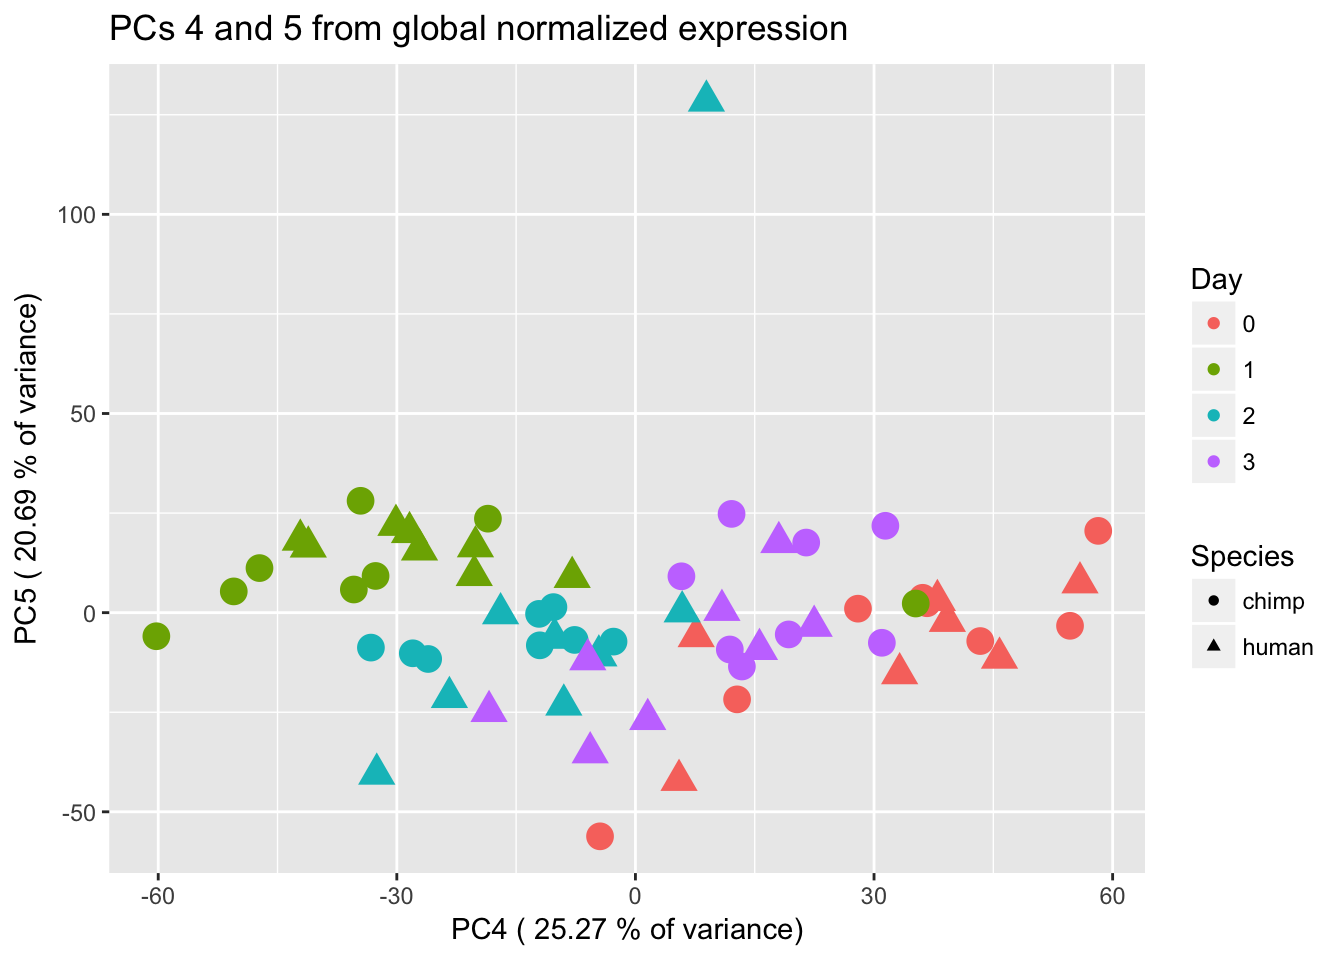 PCs 4 and 5 from global normalized expression
100
50
0
-50
PC5 ( 20.69 % of variance)
-60
-30
0
30
60
PC4 ( 25.27 % of variance)
Day
0
1
2
3
Species
chimp
human